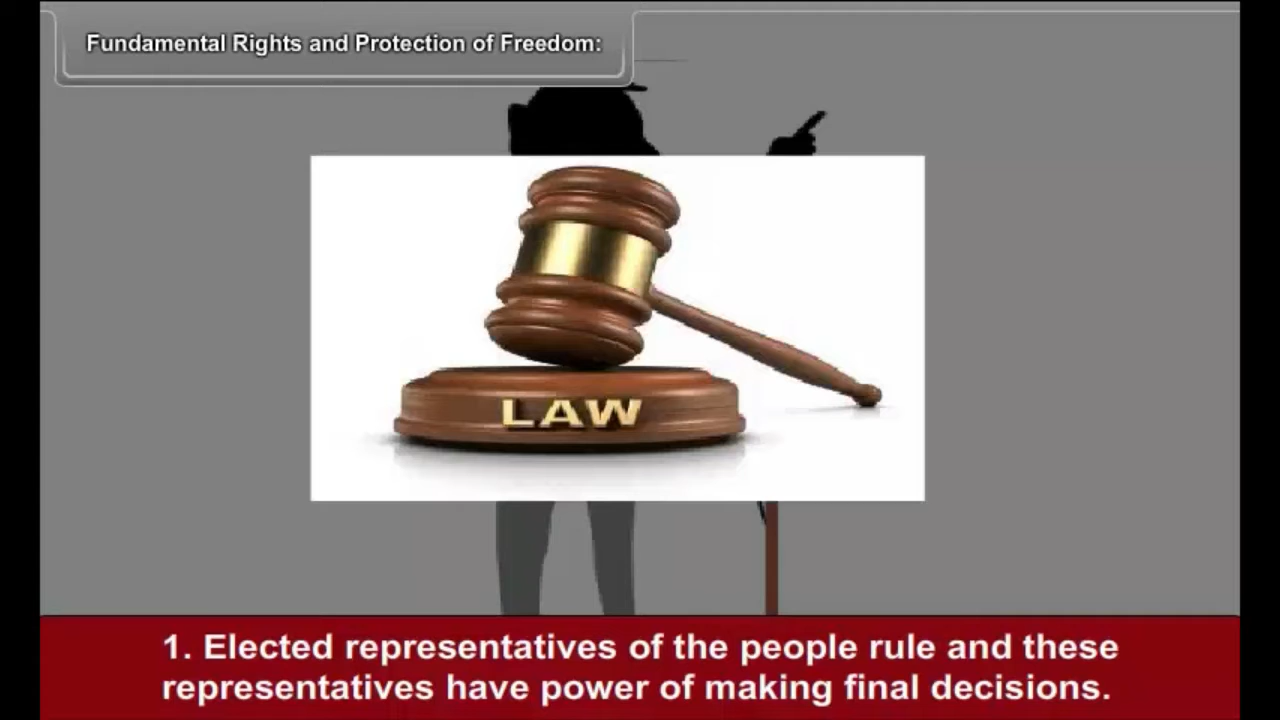 Fundamental Rights and Protection of Freedom:
LAW
1. Elected representatives of the people rule and these
representatives have power of making final decisions.